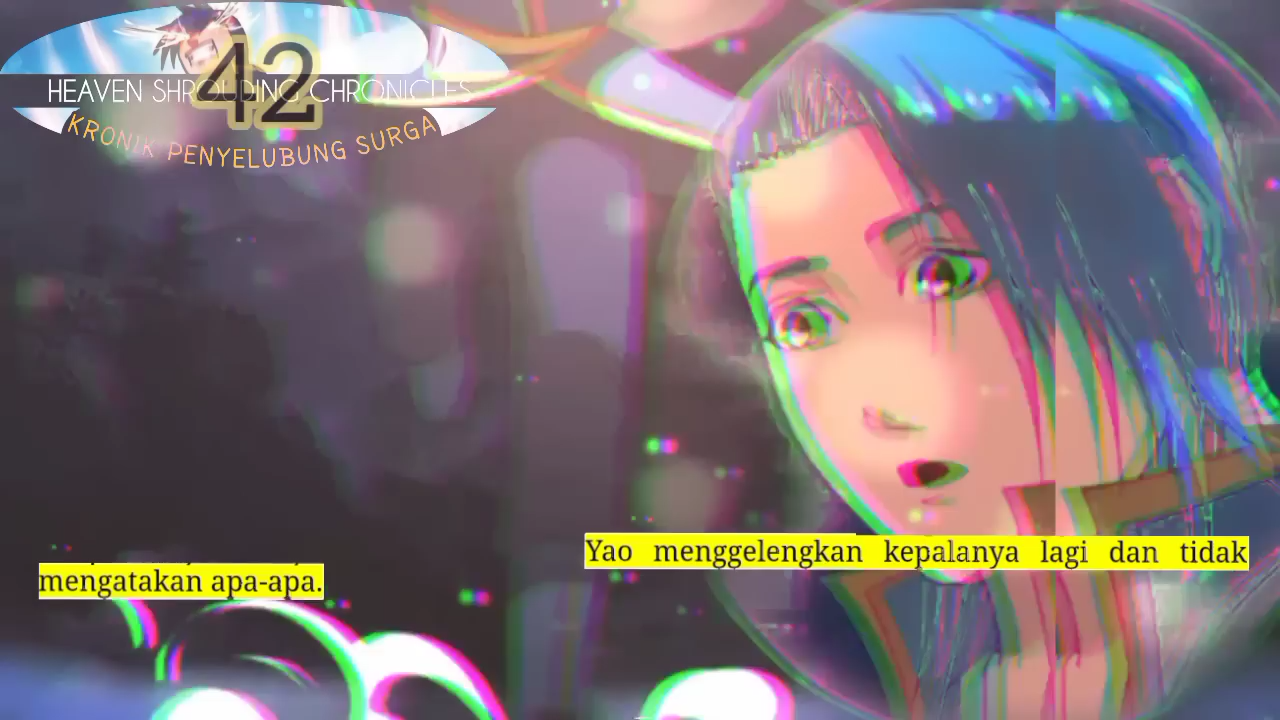 42
HEAVEN SHROUDING CHRONICLES
KRONIK PENYELUBUNG SURGA
Yao menggelengkan kepalanya lagi dan tidak
mengatakan apa-apa.